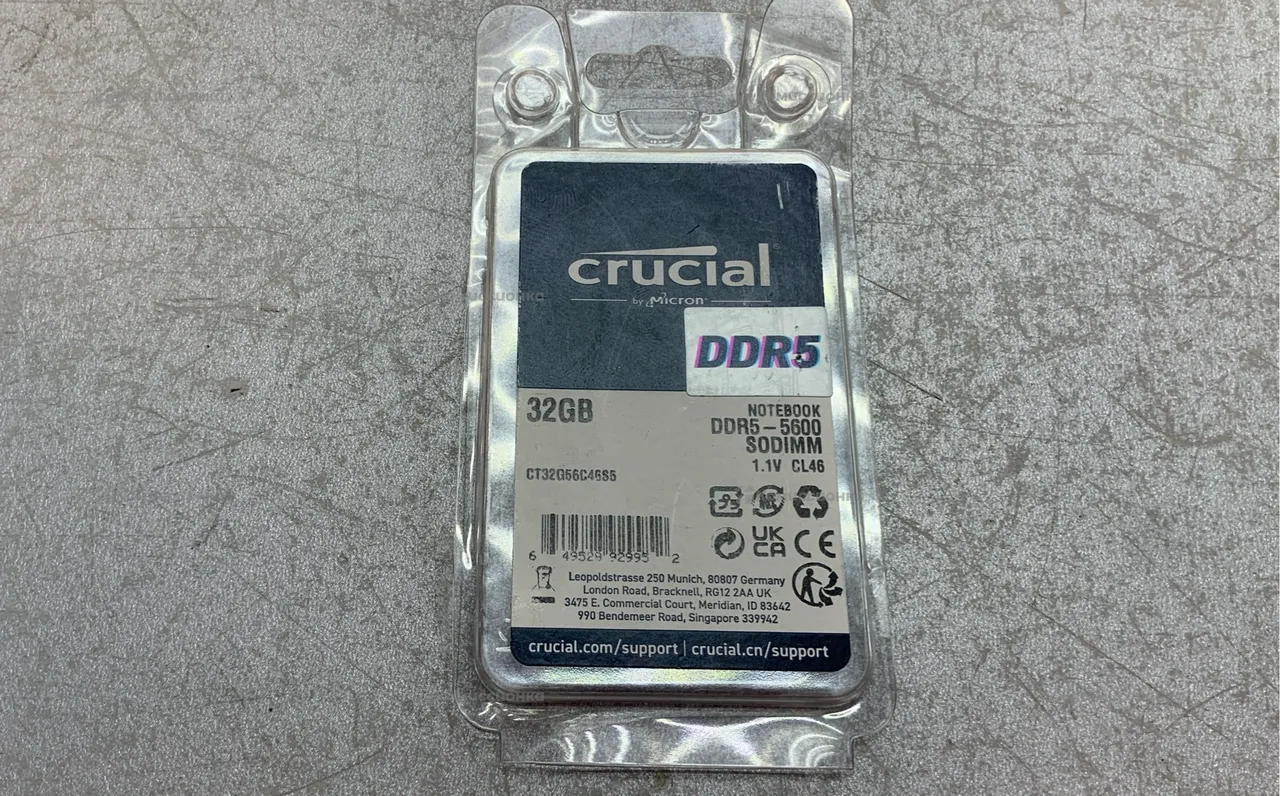 crucial
by Micron
DDR5
32GB
NOTEBOOK
DDR5-5600
SODIMM
1.1V CL46
CT32G56C46S5
6 49528 92995 2
UK
CA
CE
Leopoldstrasse 250 Munich, 80807 Germany
London Road, Bracknell, RG12 2AA UK
3475 E. Commercial Court, Meridian, ID 83642
990 Bendemeer Road, Singapore 339942
crucial.com/support | crucial.cn/support